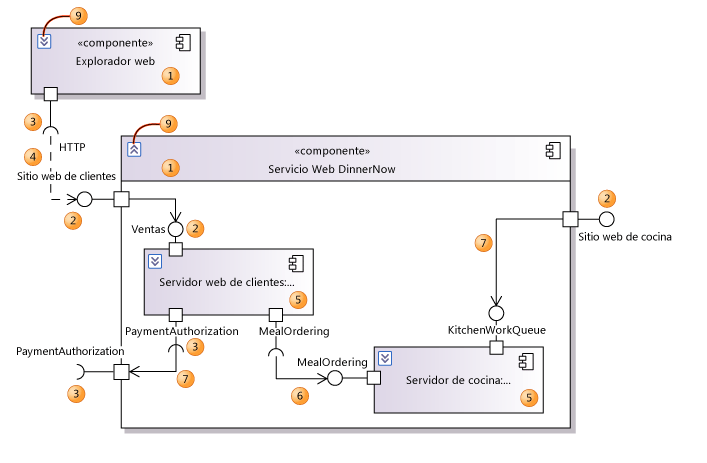 9
«componente»
Explorador web
1
3
HTTP
4
Sitio web de clientes
2
9
«componente»
1
Servicio Web DinnerNow
Ventas
2
2
Sitio web de cocina
7
Servidor web de clientes:...
5
PaymentAuthorization
3
MealOrdering
KitchenWorkQueue
PaymentAuthorization
3
7
MealOrdering
6
Servidor de cocina:...
5